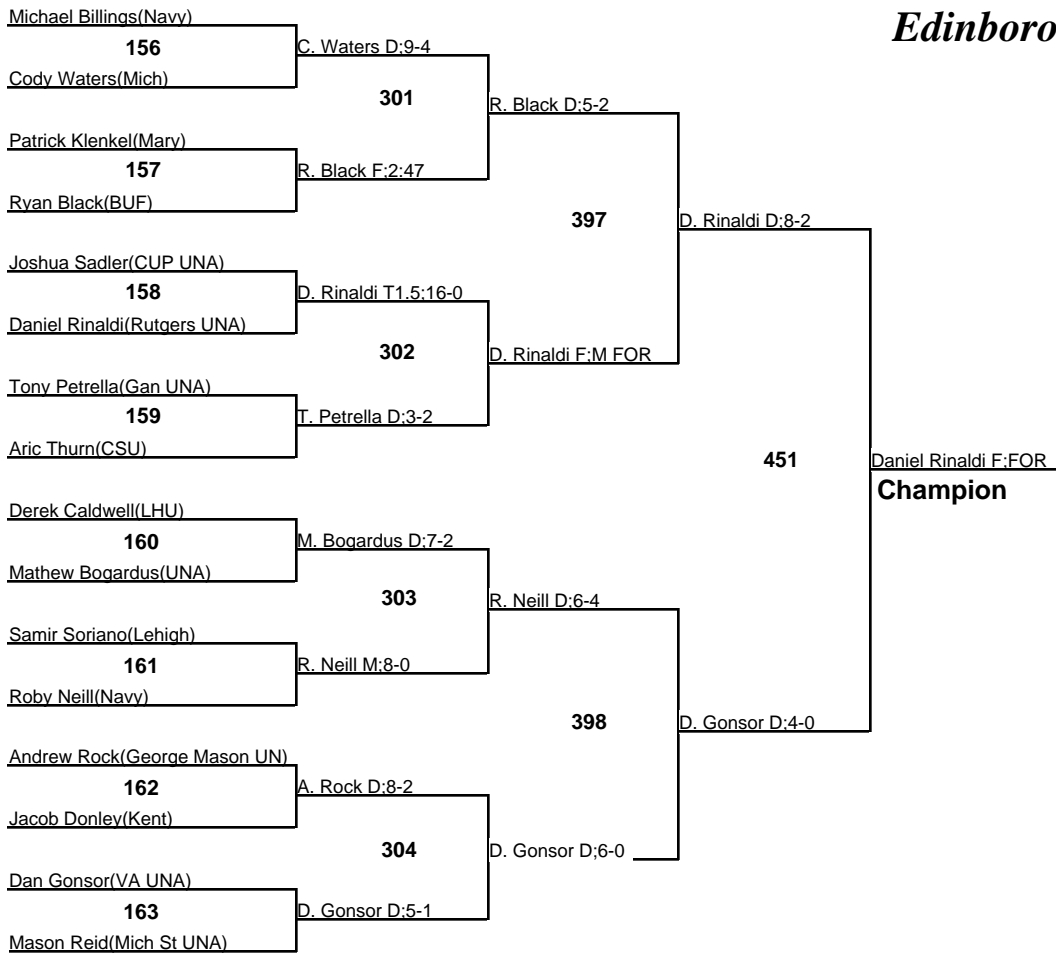 Michael Billings(Navy)
Edinboro
156
C. Waters D;9-4
Cody Waters(Mich)
301
R. Black D;5-2
Patrick Klenkel(Mary)
157
R. Black F;2:47
Ryan Black(BUF)
397
D. Rinaldi D;8-2
Joshua Sadler(CUP UNA)
158
D. Rinaldi T1.5;16-0
Daniel Rinaldi(Rutgers UNA)
302
D. Rinaldi F;M FOR
Tony Petrella(Gan UNA)
159
T. Petrella D;3-2
Aric Thurn(CSU)
451
Daniel Rinaldi F;FOR
Champion
Derek Caldwell(LHU)
160
M. Bogardus D;7-2
Mathew Bogardus(UNA)
303
R. Neill D;6-4
Samir Soriano(Lehigh)
161
R. Neill M;8-0
Roby Neill(Navy)
398
D. Gonsor D;4-0
Andrew Rock(George Mason UN)
162
A. Rock D;8-2
Jacob Donley(Kent)
304
D. Gonsor D;6-0
Dan Gonsor(VA UNA)
163
D. Gonsor D;5-1
Mason Reid(Mich St UNA)